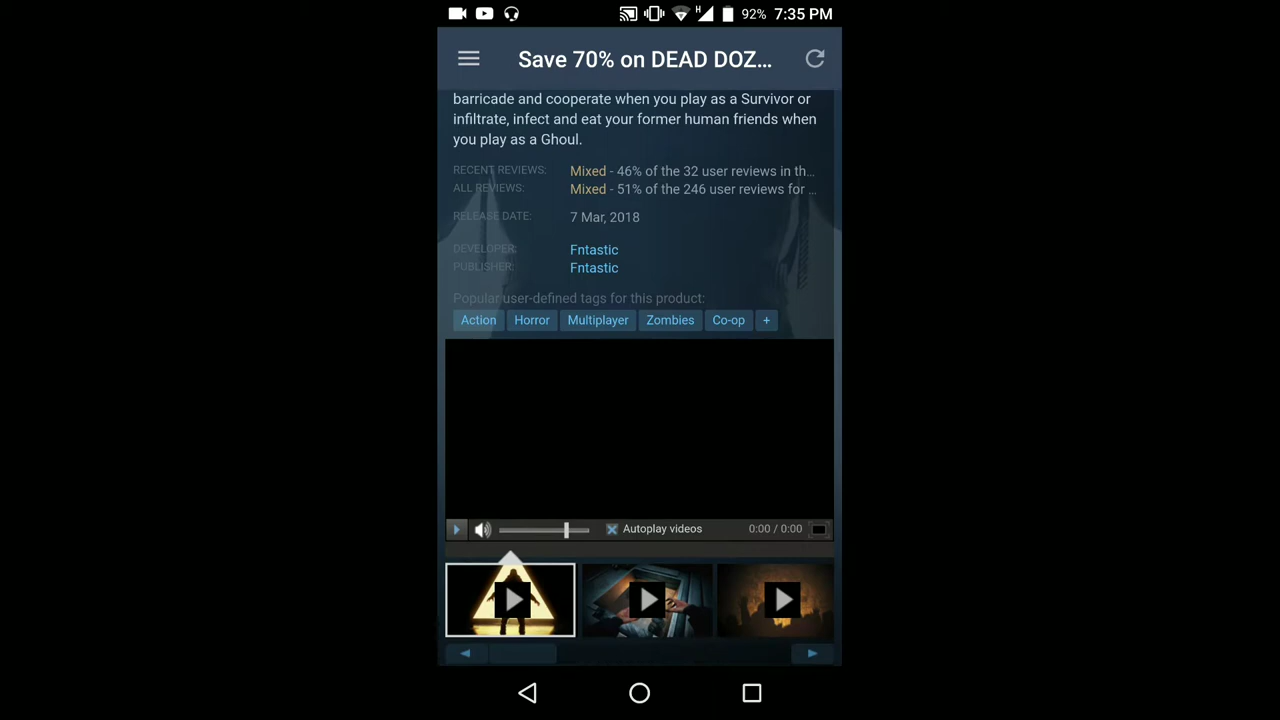 H 92% 7:35 PM
Save 70% on DEAD DOZ...
barricade and cooperate when you play as a Survivor or
infiltrate, infect and eat your former human friends when
you play as a Ghoul.
RECENT REVIEWS: Mixed - 46% of the 32 user reviews in th...
ALL REVIEWS: Mixed - 51% of the 246 user reviews for ...
RELEASE DATE: 7 Mar, 2018
DEVELOPER: Fntastic
PUBLISHER: Fntastic
Popular user-defined tags for this product:
Action Horror Multiplayer Zombies Co-op +
Autoplay videos 0:00 / 0:00